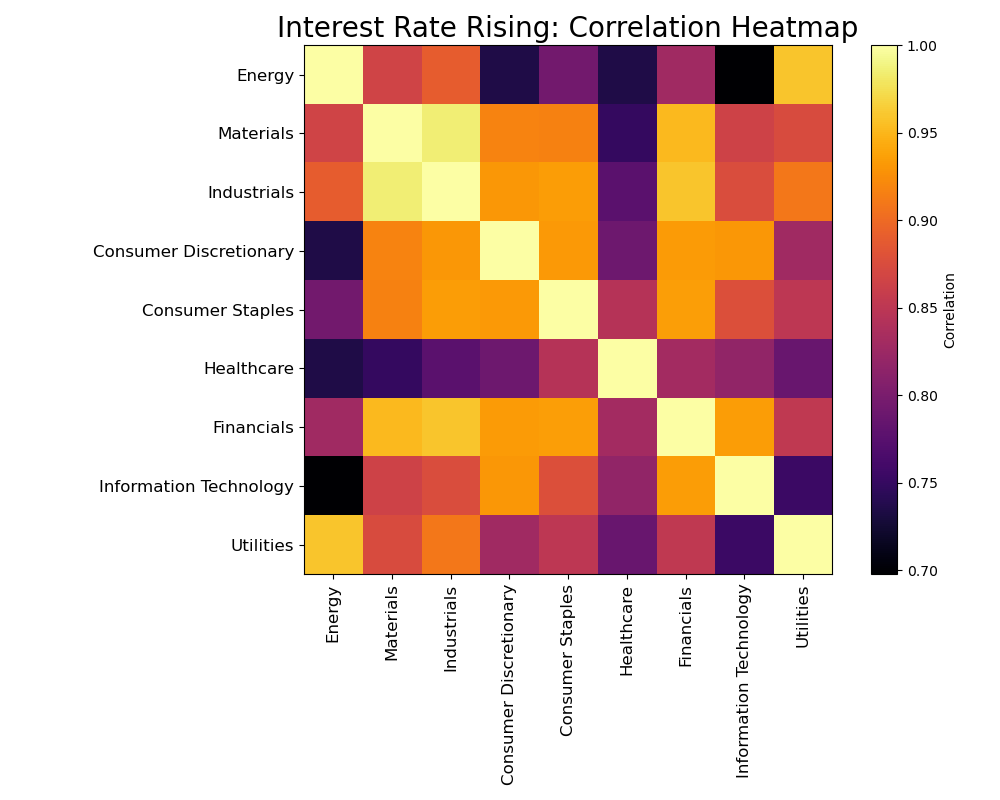 Interest Rate Rising: Correlation Heatmap
Energy
Materials
Industrials
Consumer Discretionary
Consumer Staples
Healthcare
Financials
Information Technology
Utilities
Energy
Materials
Industrials
Consumer Discretionary
Consumer Staples
Healthcare
Financials
Information Technology
Utilities
1.00
0.95
0.90
0.85
0.80
0.75
0.70
Correlation